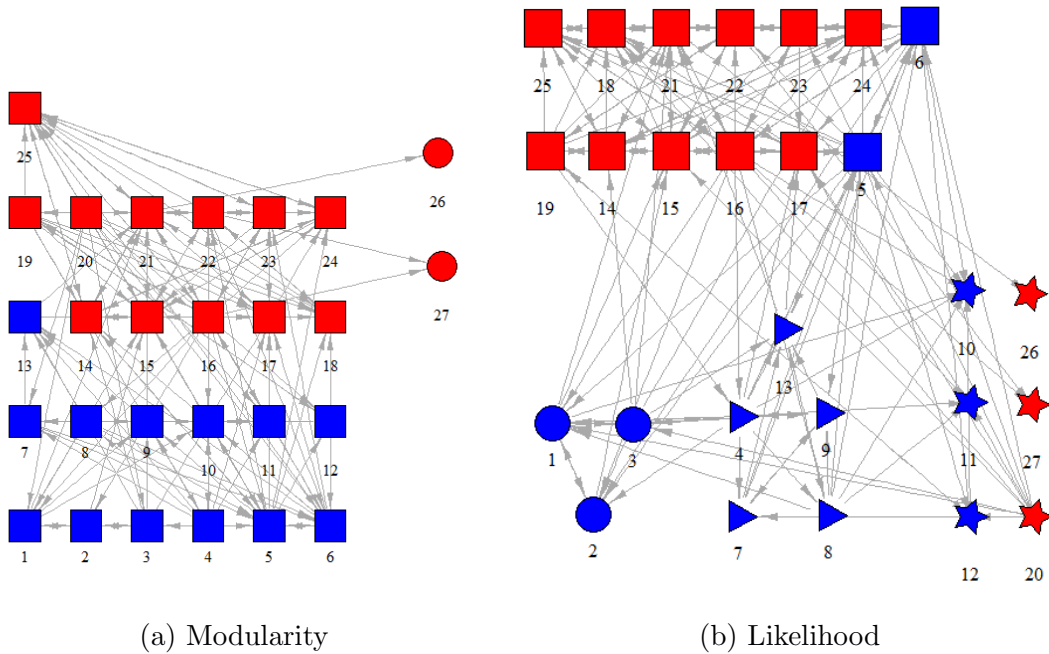 25
26
19 20 21 22 23 24
27
13 14 15 16 17 18
7 8 9 10 11 12
1 2 3 4 5 6
(a) Modularity
6
25 18 21 22 23 24
5
19 14 15 16 17
10 26
13
1 3 4 9 11 27
2 7 8 12 20
(b) Likelihood